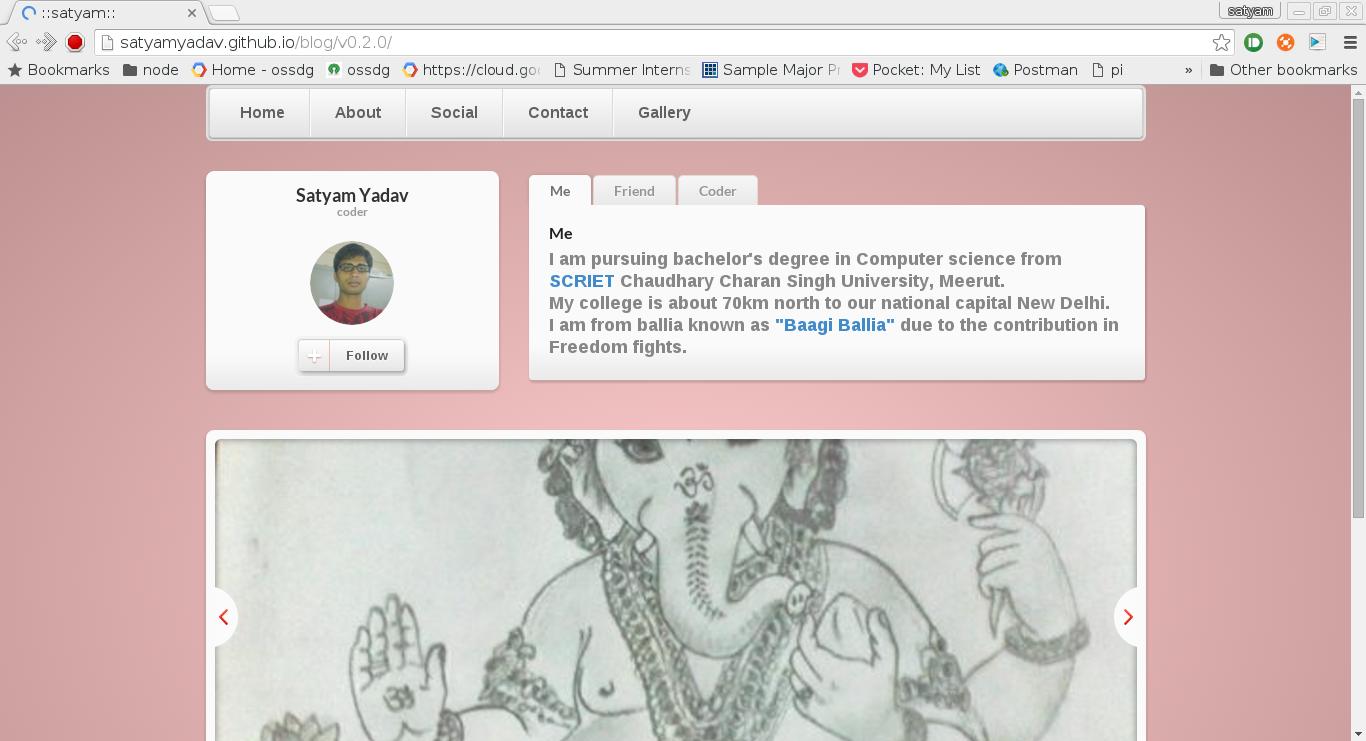 ::satyam::
satyam
satyamyadav.github.io/blog/v0.2.0/
Bookmarks node Home - ossdg ossdg https://cloud.goo Summer Interns Sample Major Pr Pocket: My List Postman pi » Other bookmarks
Home About Social Contact Gallery
Satyam Yadav
coder
+ Follow
Me Friend Coder
Me
I am pursuing bachelor's degree in Computer science from
SCRIET Chaudhary Charan Singh University, Meerut.
My college is about 70km north to our national capital New Delhi.
I am from ballia known as "Baagi Ballia" due to the contribution in
Freedom fights.
ॐ
ॐ